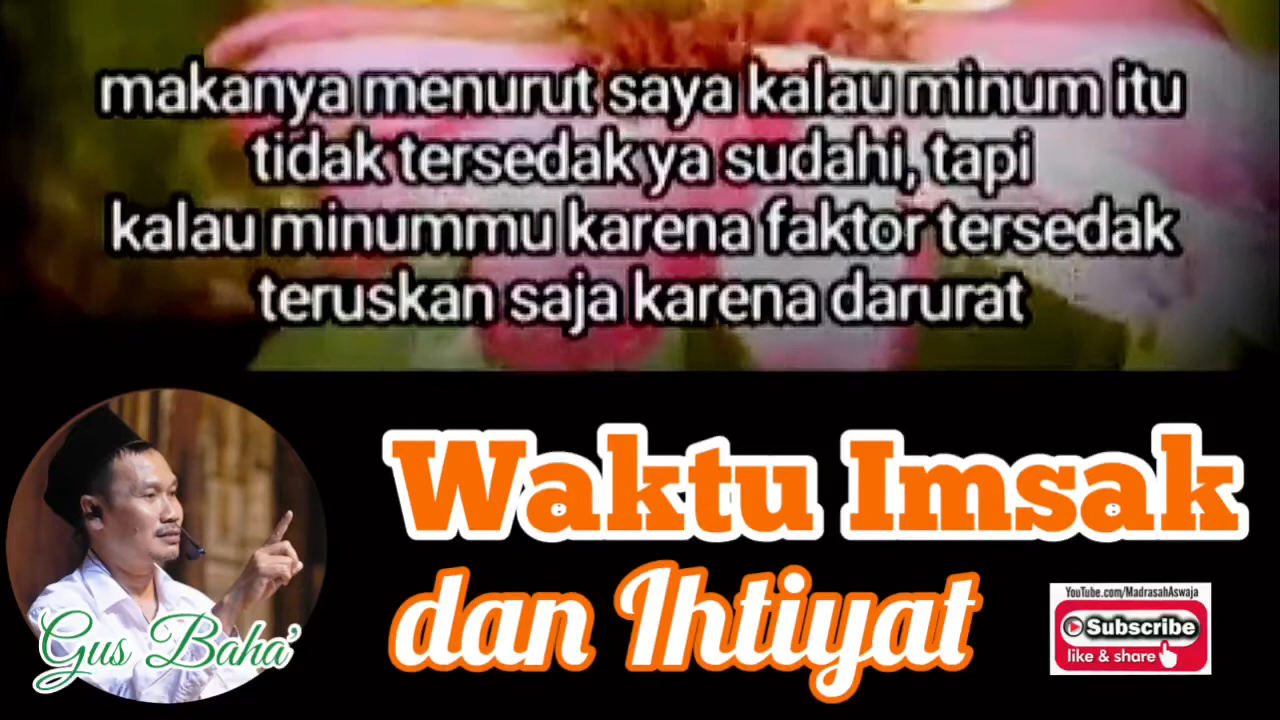 makanya menurut saya kalau minum itu
tidak tersedak ya sudahi, tapi
kalau minummu karena faktor tersedak
teruskan saja karena darurat
Waktu Imsak
dan Ihtiyat
Gus Baha'
YouTube.com/MadrasahAswaja
Subscribe
like & share